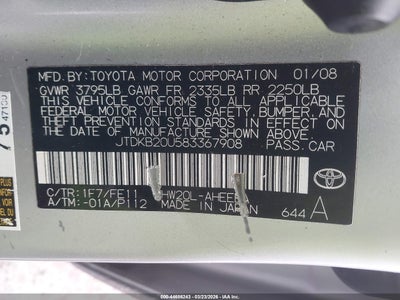 MFD.BY:TOYOTA MOTOR CORPORATION 01/08
GVWR 3795LB GAWR FR 2335LB RR 2250LB
THIS VEHICLE CONFORMS TO ALL APPLICABLE
FEDERAL MOTOR VEHICLE SAFETY, BUMPER,
AND THEFT PREVENTION STANDARDS IN EFFECT
ON THE DATE OF MANUFACTURE SHOWN ABOVE.
JTDKB20U583367908 PASS.CAR
C/TR:1F7/FE11
A/TM:-01A/P112 MADE IN JAPAN
644 A
TOYOTA